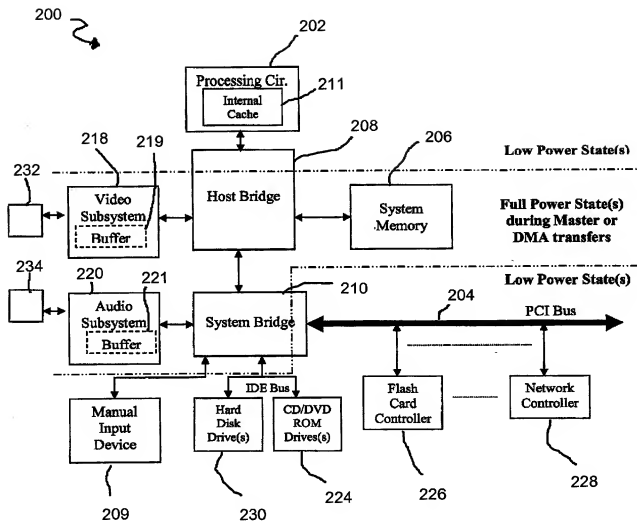 200
202
Processing Cir.
211
Internal
Cache
208
218
219
206
Low Power State(s)
232
Video
Subsystem
Buffer
Host Bridge
System
Memory
Full Power State(s)
during Master or
DMA transfers
234
220
221
210
Low Power State(s)
Audio
Subsystem
Buffer
System Bridge
204
PCI Bus
IDE Bus
Manual
Input
Device
Hard
Disk
Drive(s)
CD/DVD
ROM
Drives(s)
Flash
Card
Controller
Network
Controller
209
230
224
226
228